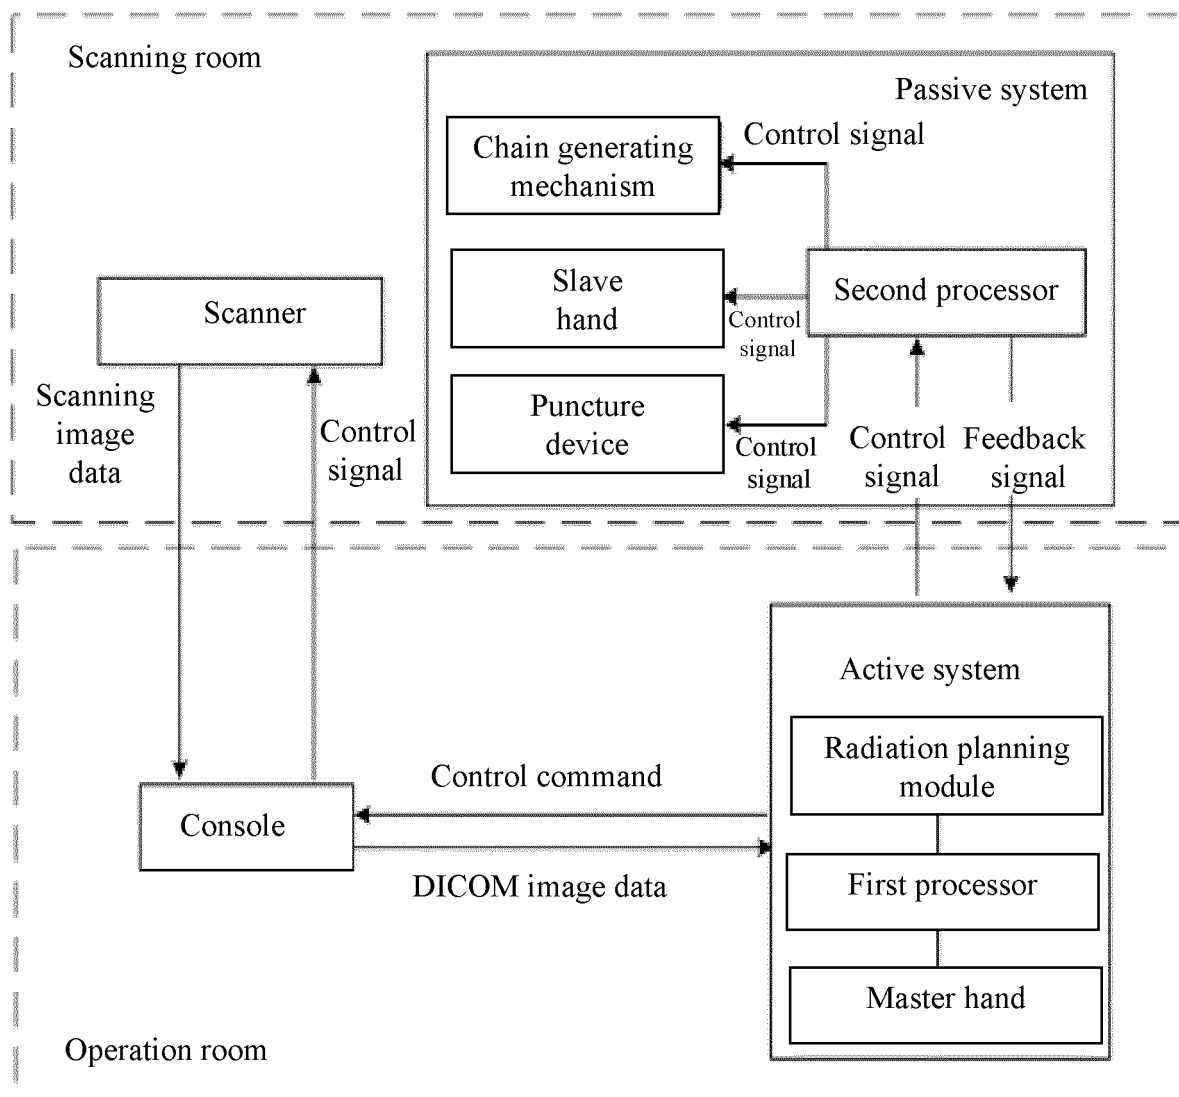 Scanning room
Passive system
Chain generating
mechanism
Control signal
Slave
hand
Second processor
Control
signal
Scanner
Puncture
device
Control
signal
Control
signal
Feedback
signal
Scanning
image
data
Control
signal
Active system
Radiation planning
module
Control command
Console
DICOM image data
First processor
Master hand
Operation room